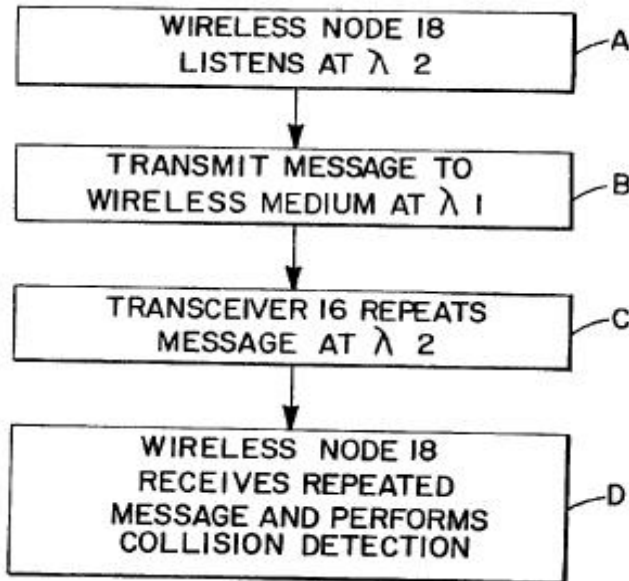 WIRELESS NODE 18
LISTENS AT λ 2
A
TRANSMIT MESSAGE TO
WIRELESS MEDIUM AT λ 1
B
TRANSCEIVER 16 REPEATS
MESSAGE AT λ 2
C
WIRELESS NODE 18
RECEIVES REPEATED
MESSAGE AND PERFORMS
COLLISION DETECTION
D